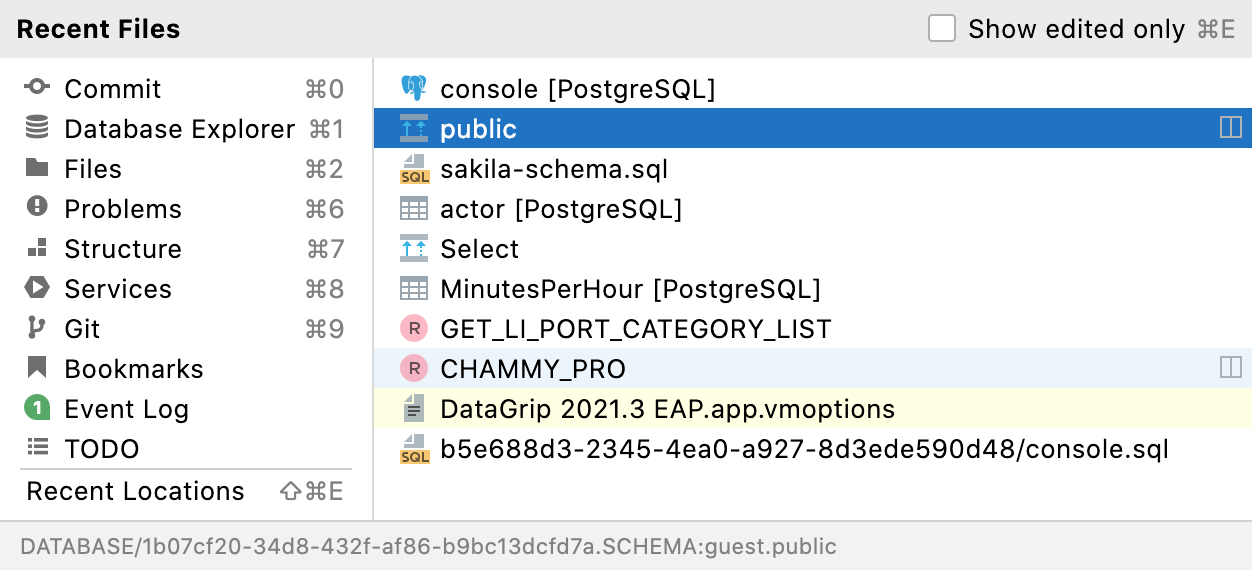 Recent Files
Show edited only ⌘E
Commit ⌘0
Database Explorer ⌘1
Files ⌘2
Problems ⌘6
Structure ⌘7
Services ⌘8
Git ⌘9
Bookmarks
1 Event Log
TODO
Recent Locations ⇧⌘E
console [PostgreSQL]
public
SQL sakila-schema.sql
actor [PostgreSQL]
Select
MinutesPerHour [PostgreSQL]
R GET_LI_PORT_CATEGORY_LIST
R CHAMMY_PRO
DataGrip 2021.3 EAP.app.vmoptions
SQL b5e688d3-2345-4ea0-a927-8d3ede590d48/console.sql
DATABASE/1b07cf20-34d8-432f-af86-b9bc13dcfd7a.SCHEMA:guest.public